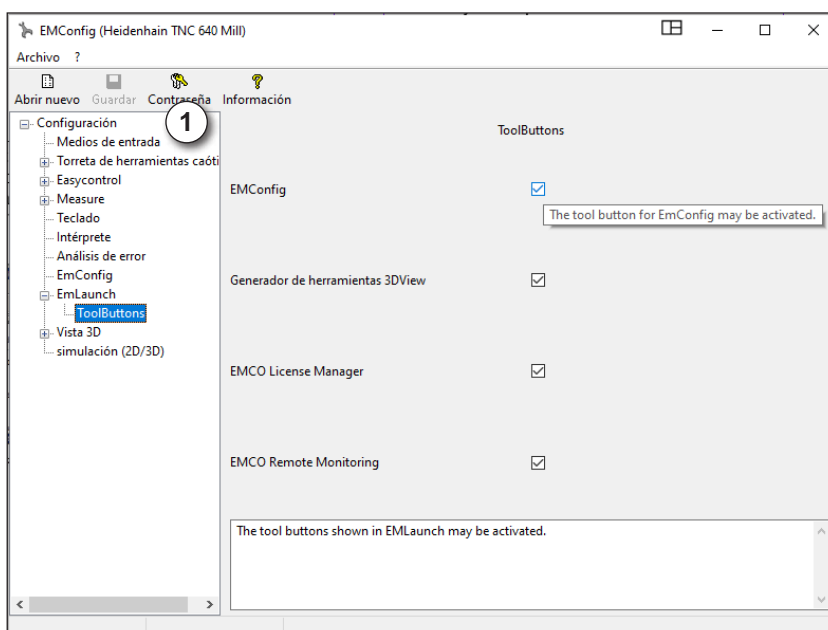 EMConfig (Heidenhain TNC 640 Mill)
Archivo ?
Abrir nuevo Guardar Contraseña Información
1
Configuración
Medios de entrada
Torreta de herramientas caóti
Easycontrol
Measure
Teclado
Intérprete
Análisis de error
EmConfig
EmLaunch
ToolButtons
Vista 3D
simulación (2D/3D)
ToolButtons
EMConfig
The tool button for EmConfig may be activated.
Generador de herramientas 3DView
EMCO License Manager
EMCO Remote Monitoring
The tool buttons shown in EMLaunch may be activated.